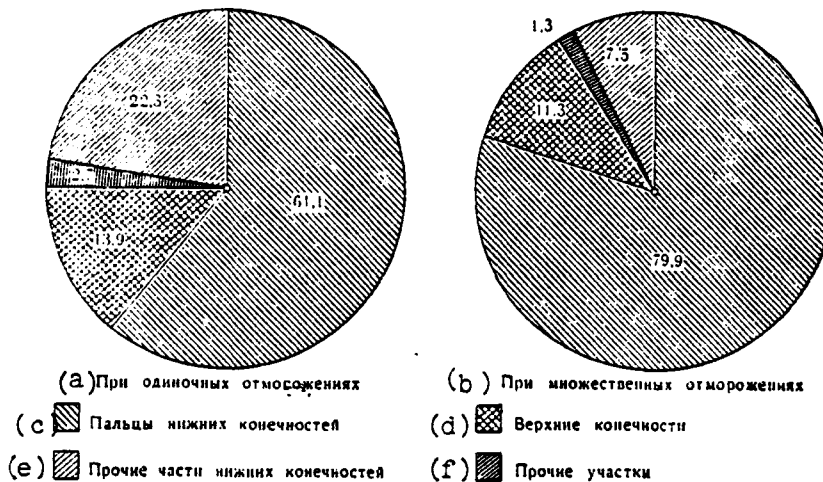 1.3
7.5
22.3
11.3
61.1
13.9
79.9
(a) При одиночных отморожениях
(b) При множественных отморожениях
(c) Пальцы нижних конечностей
(d) Верхние конечности
(e) Прочие части нижних конечностей
(f) Прочие участки